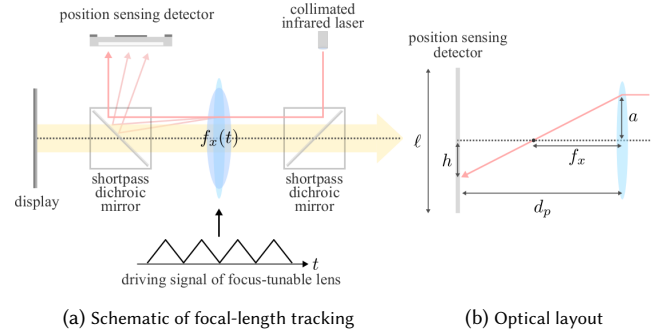 position sensing detector
collimated
infrared laser
f_x(t)
shortpass
dichroic
mirror
shortpass
dichroic
mirror
display
t
driving signal of focus-tunable lens
(a) Schematic of focal-length tracking
position sensing
detector
ℓ
a
h
f_x
d_p
(b) Optical layout